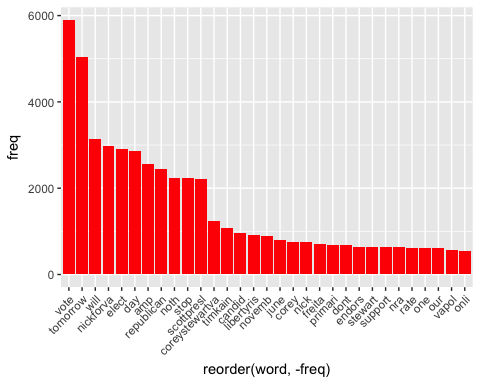 6000
4000
2000
0
freq
vote
tomorrow
will
nickforva
elect
day
amp
republican
noth
stop
scottpresl
coreystewartva
timkain
candid
libertyris
novemb
june
corey
nick
freita
primari
dont
endors
stewart
support
nra
rate
one
our
vapol
onli
reorder(word, -freq)